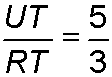 UT/RT = 5/3